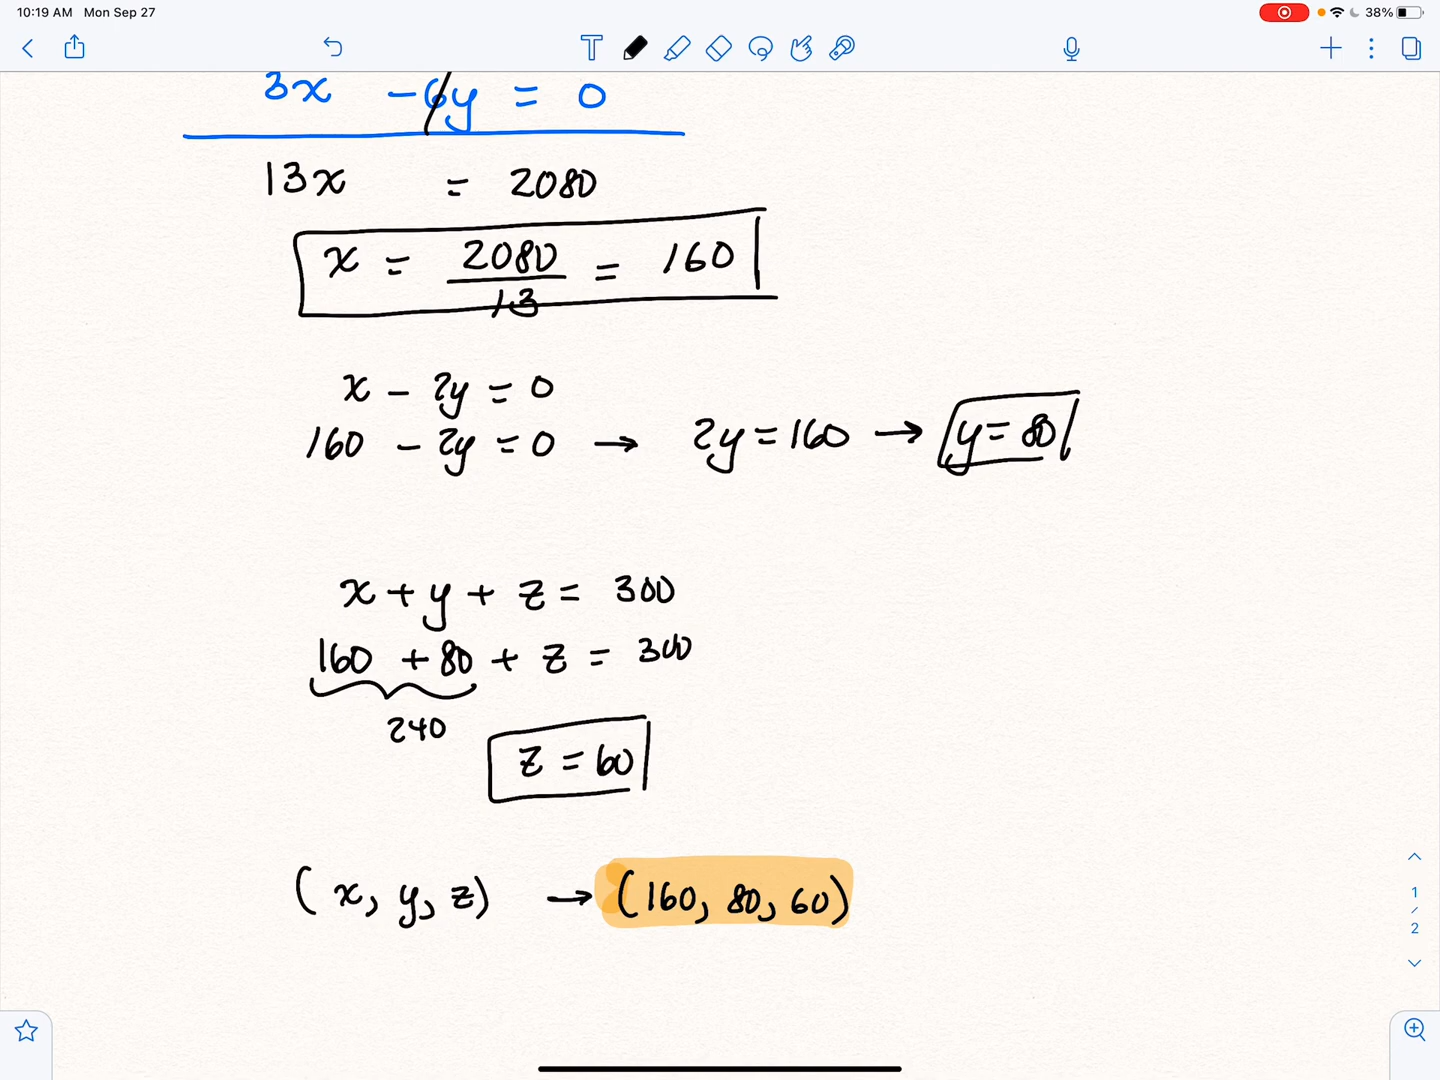 10:19 AM Mon Sep 27
38%
T
3x - 6y = 0
13x = 2080
x = 2080/13 = 160
x - 2y = 0
160 - 2y = 0 → 2y = 160 → y = 80
x + y + z = 300
160 + 80 + z = 300
240
z = 60
(x, y, z) → (160, 80, 60)
1
/
2